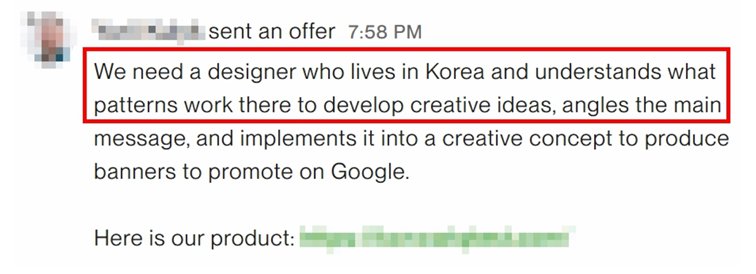 sent an offer 7:58 PM
We need a designer who lives in Korea and understands what
patterns work there to develop creative ideas, angles the main
message, and implements it into a creative concept to produce
banners to promote on Google.
Here is our product: